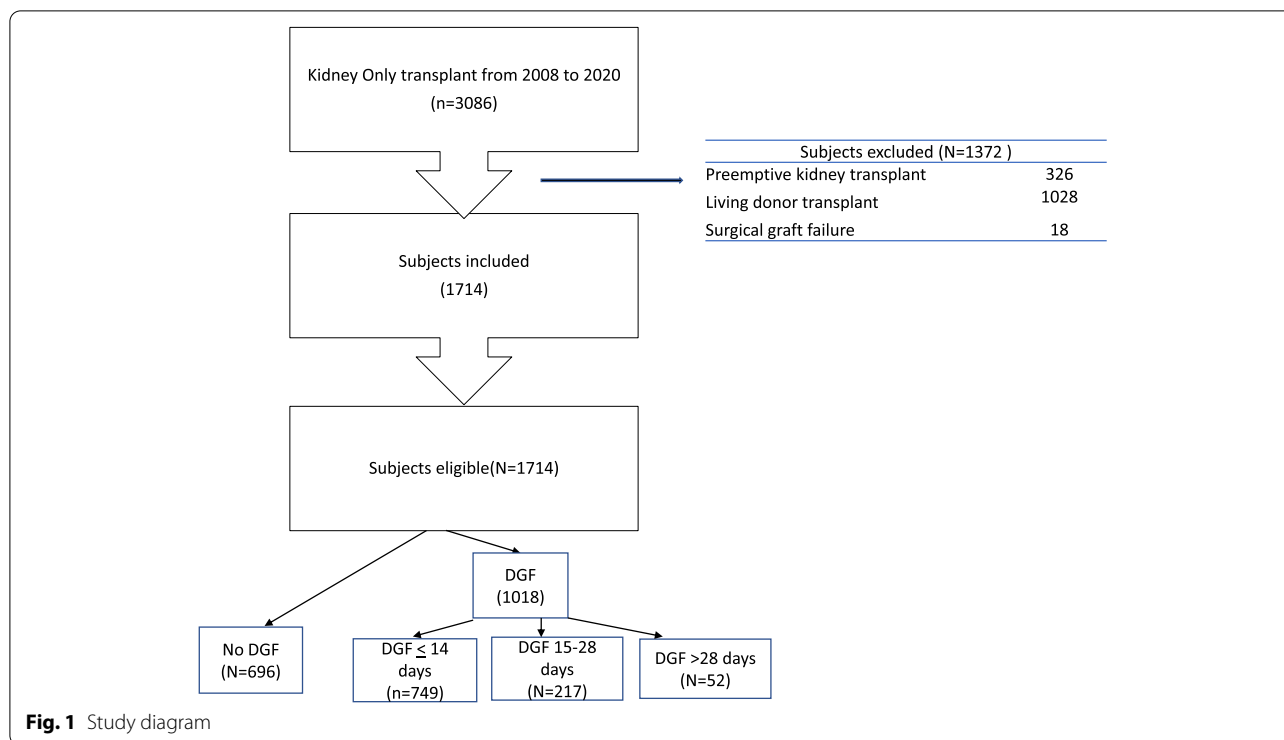 Kidney Only transplant from 2008 to 2020
(n=3086)
Subjects excluded (N=1372 )
Preemptive kidney transplant 326
Living donor transplant 1028
Surgical graft failure 18
Subjects included
(1714)
Subjects eligible(N=1714)
DGF
(1018)
No DGF
(N=696)
DGF ≤ 14
days
(n=749)
DGF 15-28
days
(N=217)
DGF >28 days
(N=52)
Fig. 1 Study diagram